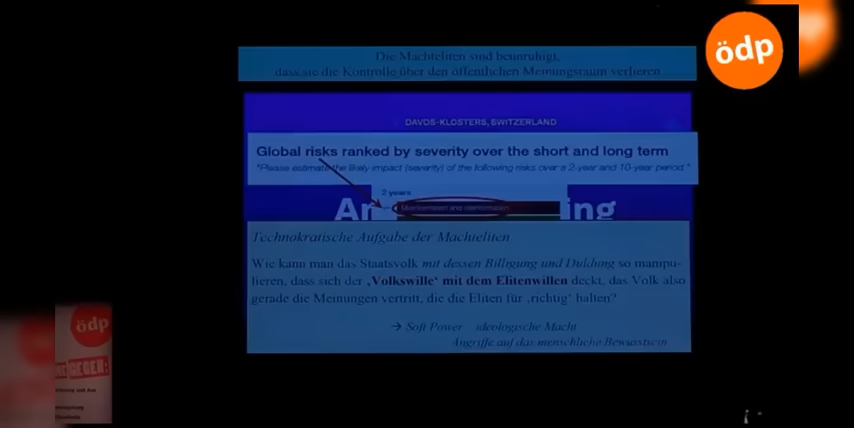 Die Machteliten sind beunruhigt,
dass sie die Kontrolle über den öffentlichen Meinungsraum verlieren
ödp
DAVOS-KLOSTERS, SWITZERLAND
Global risks ranked by severity over the short and long term
"Please estimate the likely impact (severity) of the following risks over a 2-year and 10-year period."
2 years
Misinformation and disinformation
An ing
Technokratische Aufgabe der Machteliten
Wie kann man das Staatsvolk mit dessen Billigung und Duldung so manipu-
lieren, dass sich der ‚Volkswille' mit dem Elitenwillen deckt, das Volk also
gerade die Meinungen vertritt, die die Eliten für ‚richtig' halten?
→ Soft Power ideologische Macht
Angriffe auf das menschliche Bewusstsein
ödp
GEGEN: